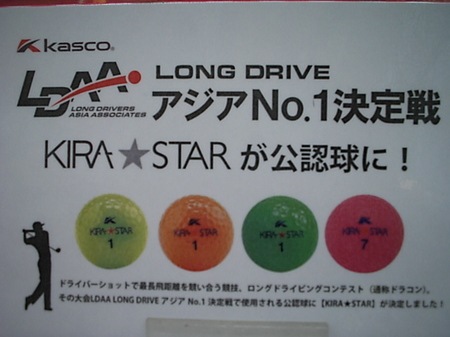 Kasco
LDAA
LONG DRIVERS
ASIA ASSOCIATES
LONG DRIVE
アジアNo.1決定戦
KIRA★STAR が公認球に！
KIRA★STAR
1
KIRA★STAR
1
KIRA★STAR
1
KIRA★STAR
7
ドライバーショットで最長飛距離を競い合う競技、ロングドライビングコンテスト（通称ドラコン）。
その大会LDAA LONG DRIVE アジア No.1 決定戦で使用される公認球に【KIRA★STAR】が決定しました！